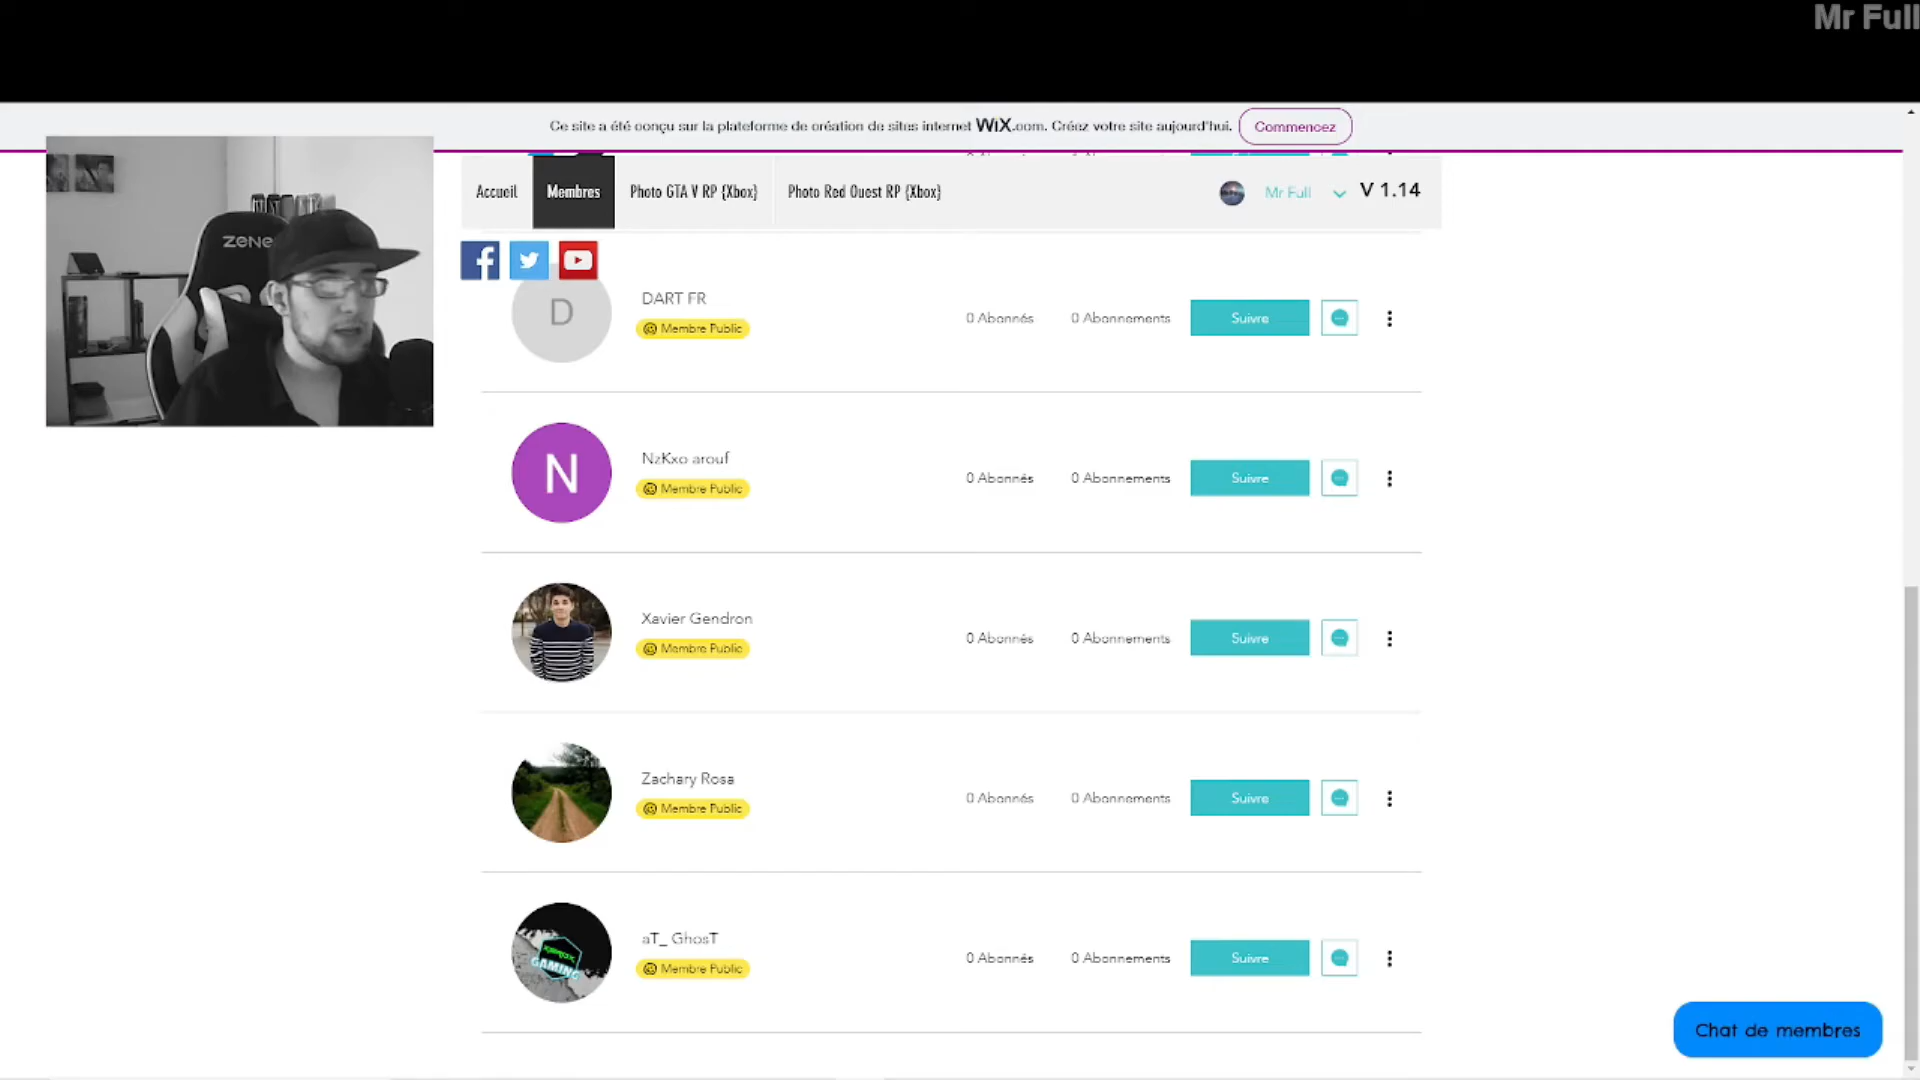 Mr Full
Ce site a été conçu sur la plateforme de création de sites internet WiX.com. Créez votre site aujourd'hui. Commencez
Accueil Membres Photo GTA V RP {Xbox} Photo Red Ouest RP {Xbox} Mr Full V 1.14
ZENE
D DART FR 0 Abonnés 0 Abonnements Suivre
Membre Public
N NzKxo arouf 0 Abonnés 0 Abonnements Suivre
Membre Public
Xavier Gendron 0 Abonnés 0 Abonnements Suivre
Membre Public
Zachary Rosa 0 Abonnés 0 Abonnements Suivre
Membre Public
aT_ GhosT 0 Abonnés 0 Abonnements Suivre
Membre Public
GAMING
Chat de membres